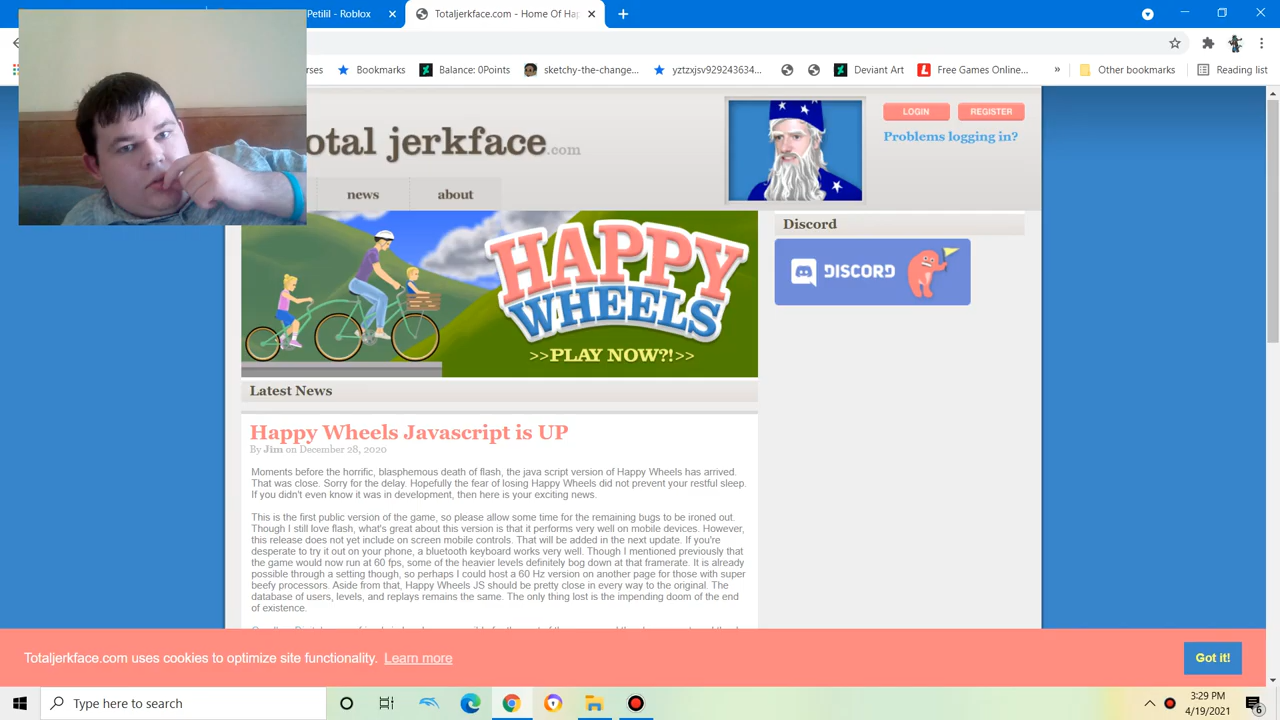 Petilil - Roblox
Totaljerkface.com - Home Of Ha
rses
Bookmarks
Balance: 0Points
sketchy-the-change...
yztzxjsv929243634...
Deviant Art
Free Games Online...
»
Other bookmarks
Reading list
otal jerkface.com
LOGIN
REGISTER
Problems logging in?
news
about
HAPPY
WHEELS
>>PLAY NOW?!>>
Discord
DISCORD
Latest News
Happy Wheels Javascript is UP
By Jim on December 28, 2020
Moments before the horrific, blasphemous death of flash, the java script version of Happy Wheels has arrived.
That was close. Sorry for the delay. Hopefully the fear of losing Happy Wheels did not prevent your restful sleep.
If you didn't even know it was in development, then here is your exciting news.
This is the first public version of the game, so please allow some time for the remaining bugs to be ironed out.
Though I still love flash, what's great about this version is that it performs very well on mobile devices. However,
this release does not yet include on screen mobile controls. That will be added in the next update. If you're
desperate to try it out on your phone, a bluetooth keyboard works very well. Though I mentioned previously that
the game would now run at 60 fps, some of the heavier levels definitely bog down at that framerate. It is already
possible through a setting though, so perhaps I could host a 60 Hz version on another page for those with super
beefy processors. Aside from that, Happy Wheels JS should be pretty close in every way to the original. The
database of users, levels, and replays remains the same. The only thing lost is the impending doom of the end
of existence.
Totaljerkface.com uses cookies to optimize site functionality. Learn more
Got it!
Type here to search
3:29 PM
4/19/2021
6